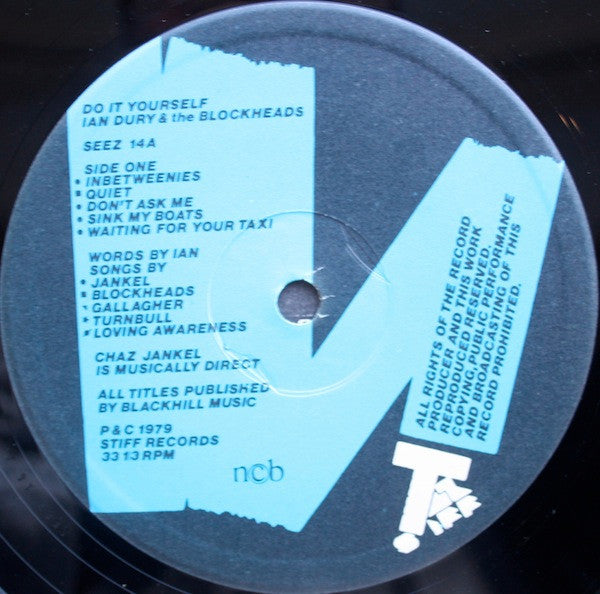 DO IT YOURSELF
IAN DURY & the BLOCKHEADS
SEEZ 14A
SIDE ONE
• INBETWEENIES
▪ QUIET
• DON'T ASK ME
• SINK MY BOATS
• WAITING FOR YOUR TAXI
WORDS BY IAN
SONGS BY
• JANKEL
▪ BLOCKHEADS
GALLAGHER
TURNBULL
LOVING AWARENESS
CHAZ JANKEL
IS MUSICALLY DIRECT
ALL TITLES PUBLISHED
BY BLACKHILL MUSIC
P & C 1979
STIFF RECORDS
33 1 3 RPM
ncb
ALL RIGHTS OF THE RECORD
PRODUCER AND THIS WORK
REPRODUCED RESERVED.
COPYING, PUBLIC PERFORMANCE
AND BROADCASTING OF THIS
RECORD PROHIBITED.